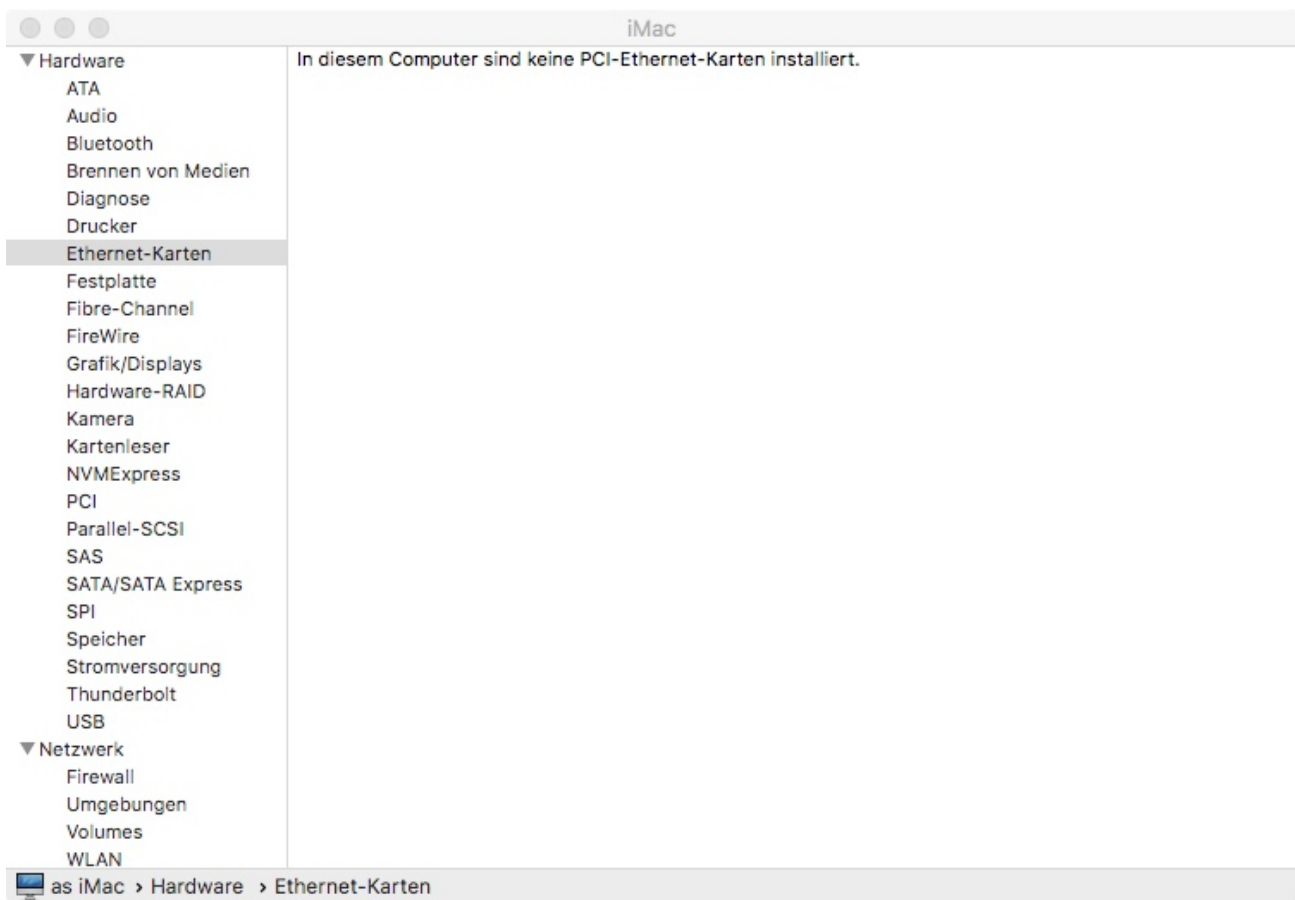 iMac
Hardware
ATA
Audio
Bluetooth
Brennen von Medien
Diagnose
Drucker
Ethernet-Karten
Festplatte
Fibre-Channel
FireWire
Grafik/Displays
Hardware-RAID
Kamera
Kartenleser
NVMExpress
PCI
Parallel-SCSI
SAS
SATA/SATA Express
SPI
Speicher
Stromversorgung
Thunderbolt
USB
Netzwerk
Firewall
Umgebungen
Volumes
WLAN
In diesem Computer sind keine PCI-Ethernet-Karten installiert.
as iMac › Hardware › Ethernet-Karten